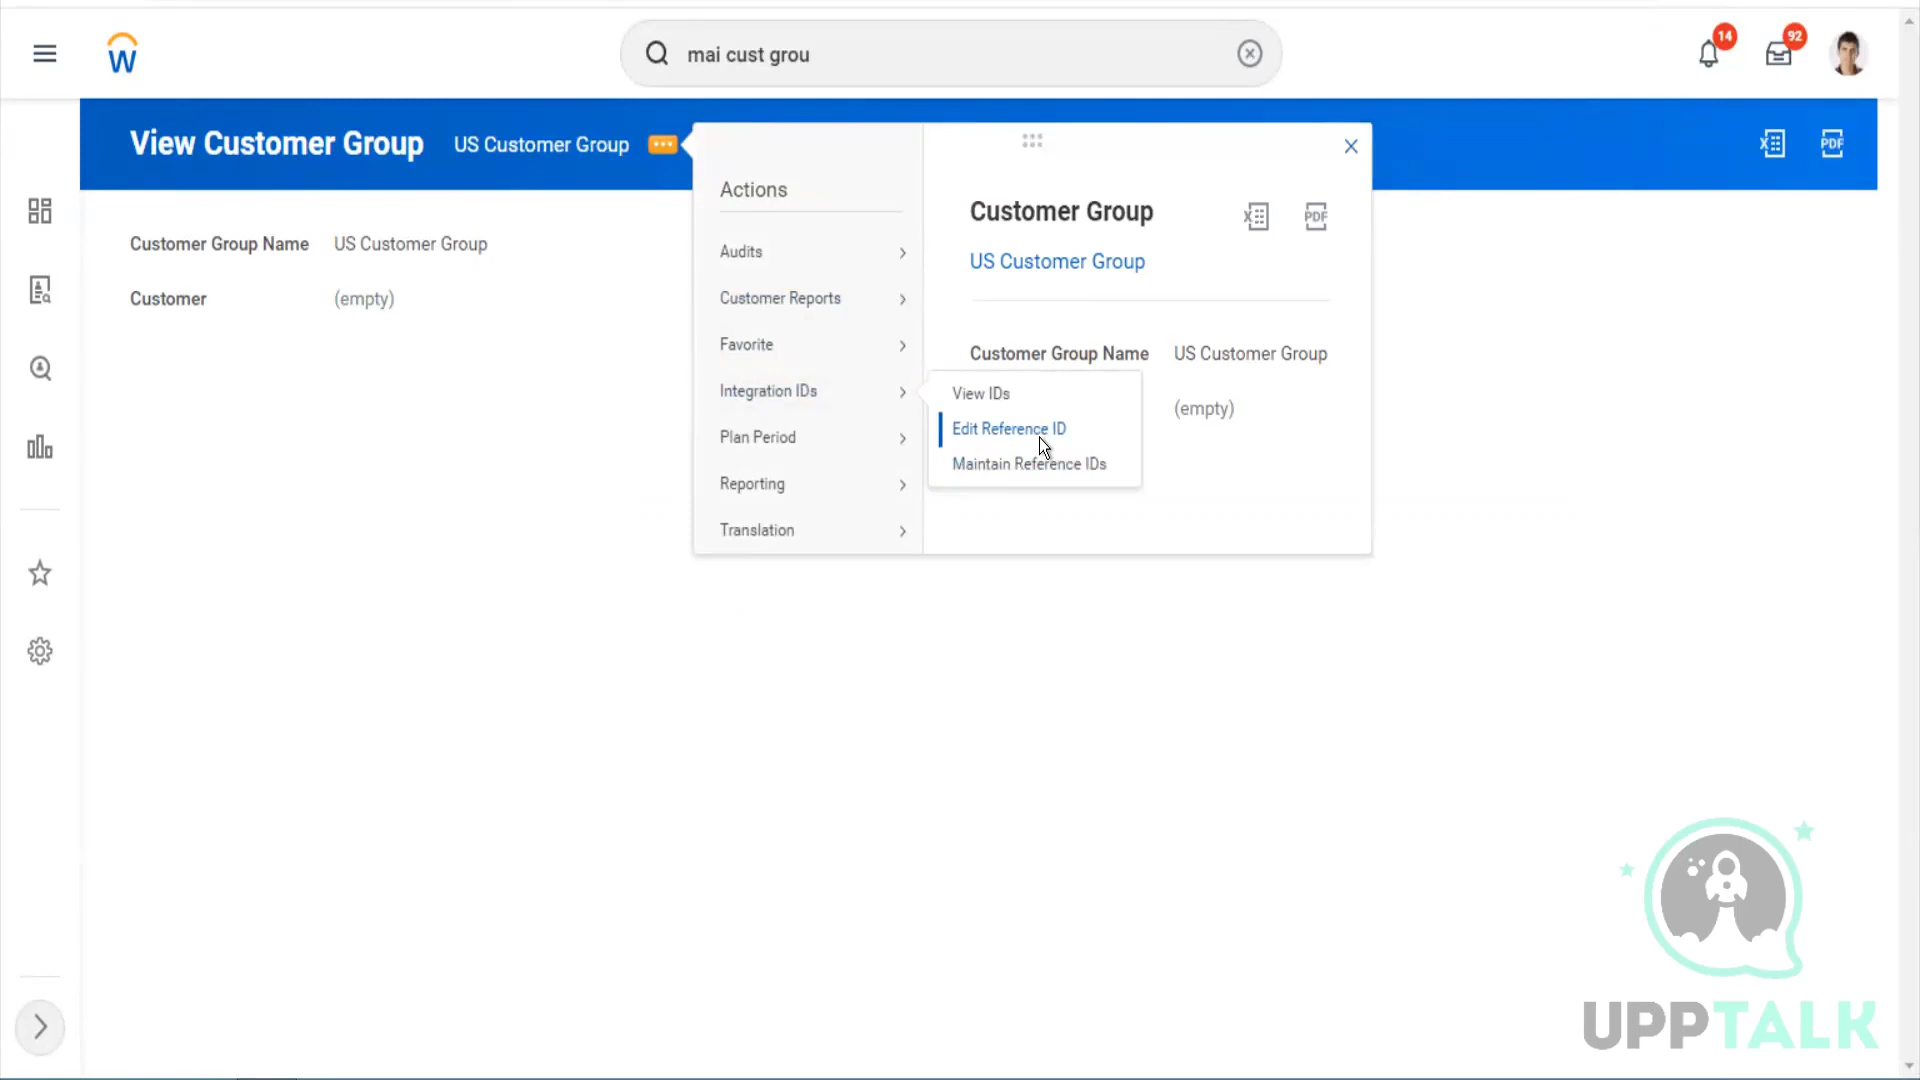 W
mai cust grou
14
92
View Customer Group US Customer Group
X PDF
Customer Group Name US Customer Group
Customer (empty)
Actions
Audits
Customer Reports
Favorite
Integration IDs
Plan Period
Reporting
Translation
Customer Group
X PDF
US Customer Group
Customer Group Name US Customer Group
(empty)
View IDs
Edit Reference ID
Maintain Reference IDs
UPPTALK